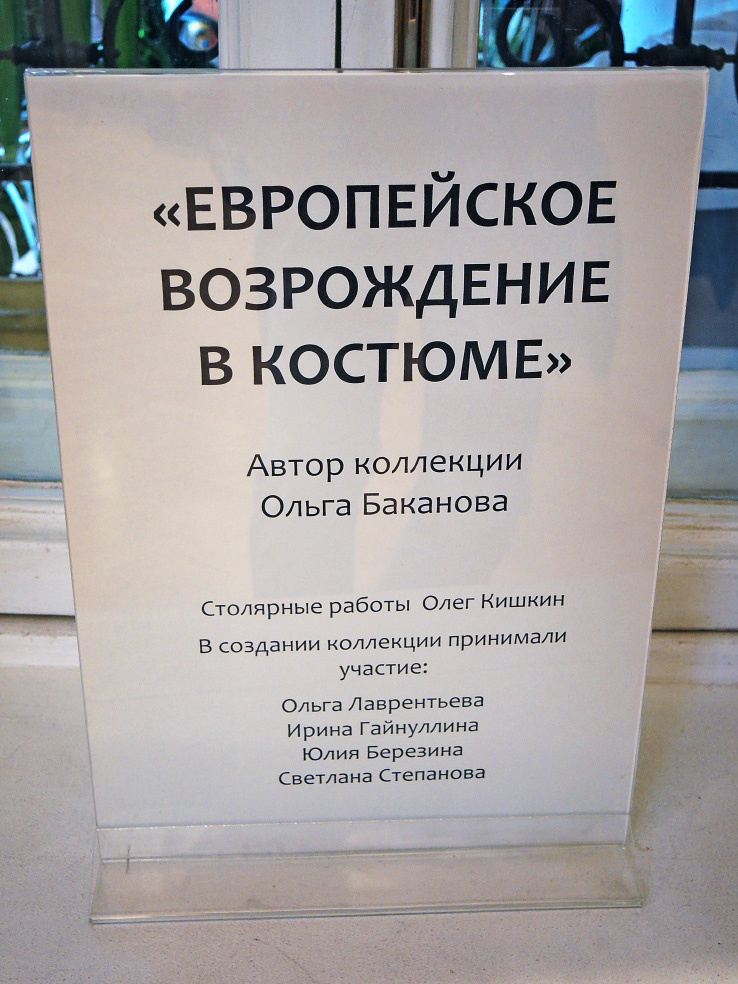 «ЕВРОПЕЙСКОЕ
ВОЗРОЖДЕНИЕ
В КОСТЮМЕ»
Автор коллекции
Ольга Баканова
Столярные работы Олег Кишкин
В создании коллекции принимали
участие:
Ольга Лаврентьева
Ирина Гайнуллина
Юлия Березина
Светлана Степанова